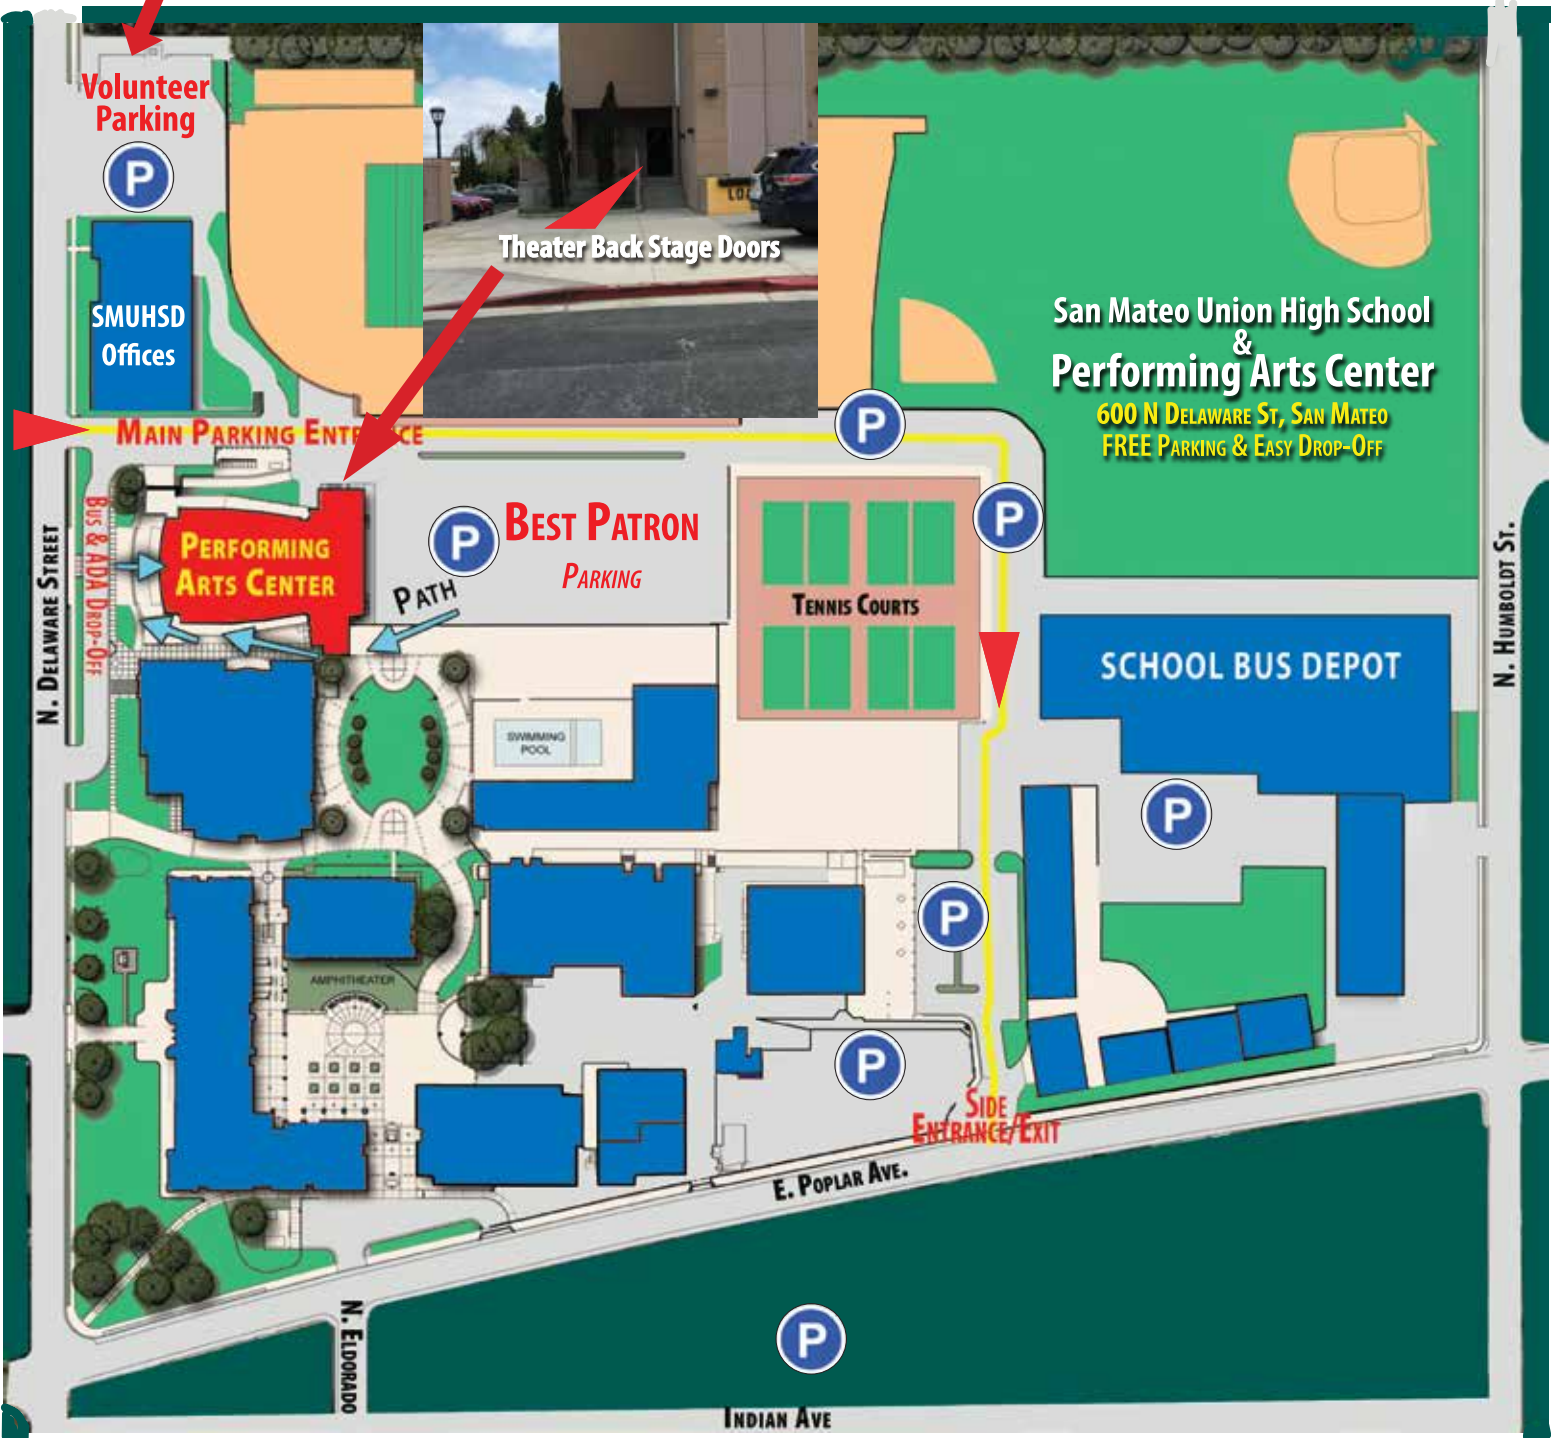 Volunteer
Parking
P
SMUHSD
Offices
LOA
Theater Back Stage Doors
San Mateo Union High School
&
Performing Arts Center
600 N Delaware St, San Mateo
FREE Parking & Easy Drop-Off
Main Parking Entrance
P
P
Bus & ADA Drop-Off
Performing
Arts Center
P
Best Patron
Parking
Path
Tennis Courts
N. Delaware Street
N. Humboldt St.
SCHOOL BUS DEPOT
SWIMMING
POOL
P
P
AMPHITHEATER
P
Side
Entrance/Exit
E. Poplar Ave.
N. Eldorado
P
Indian Ave